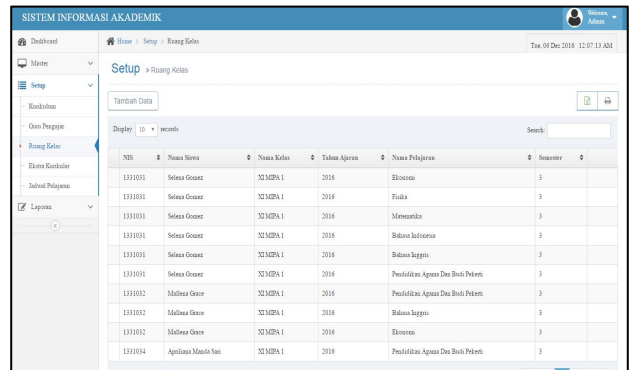 SISTEM INFORMASI AKADEMIK
Welcome,
Admin
Dashboard
Master
Setup
Kurikulum
Guru Pengajar
Ruang Kelas
Ekstra Kurikuler
Jadwal Pelajaran
Laporan
Home › Setup › Ruang Kelas
Tue, 06 Dec 2016 12:07:13 AM
Setup » Ruang Kelas
Tambah Data
Display 10 records
Search:
NIS Nama Siswa Nama Kelas Tahun Ajaran Nama Pelajaran Semester
1331031 Selena Gomez XI MIPA 1 2016 Ekonomi 3
1331031 Selena Gomez XI MIPA 1 2016 Fisika 3
1331031 Selena Gomez XI MIPA 1 2016 Matematika 3
1331031 Selena Gomez XI MIPA 1 2016 Bahasa Indonesia 3
1331031 Selena Gomez XI MIPA 1 2016 Bahasa Inggris 3
1331031 Selena Gomez XI MIPA 1 2016 Pendidikan Agama Dan Budi Pekerti 3
1331032 Mallena Grace XI MIPA 1 2016 Pendidikan Agama Dan Budi Pekerti 3
1331032 Mallena Grace XI MIPA 1 2016 Bahasa Inggris 3
1331032 Mallena Grace XI MIPA 1 2016 Ekonomi 3
1331034 Apoliana Manda Sari XI MIPA 1 2016 Pendidikan Agama Dan Budi Pekerti 3